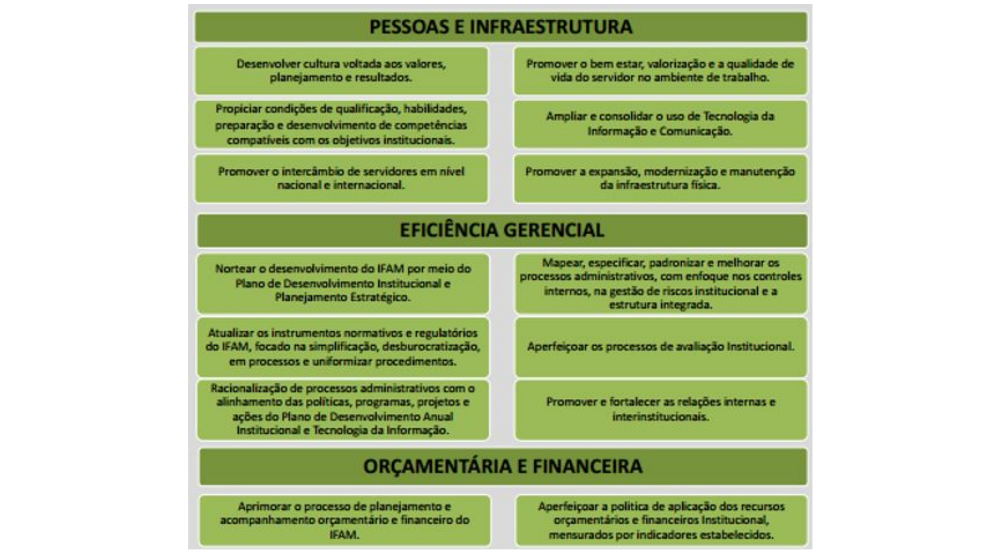 PESSOAS E INFRAESTRUTURA
Desenvolver cultura voltada aos valores,
planejamento e resultados.
Promover o bem estar, valorização e a qualidade de
vida do servidor no ambiente de trabalho.
Propiciar condições de qualificação, habilidades,
preparação e desenvolvimento de competências
compatíveis com os objetivos institucionais.
Ampliar e consolidar o uso de Tecnologia da
Informação e Comunicação.
Promover o intercâmbio de servidores em nível
nacional e internacional.
Promover a expansão, modernização e manutenção
da infraestrutura física.
EFICIÊNCIA GERENCIAL
Nortear o desenvolvimento do IFAM por meio do
Plano de Desenvolvimento Institucional e
Planejamento Estratégico.
Mapear, especificar, padronizar e melhorar os
processos administrativos, com enfoque nos controles
internos, na gestão de riscos institucional e a
estrutura integrada.
Atualizar os instrumentos normativos e regulatórios
do IFAM, focado na simplificação, desburocratização,
em processos e uniformizar procedimentos.
Aperfeiçoar os processos de avaliação Institucional.
Racionalização de processos administrativos com o
alinhamento das políticas, programas, projetos e
ações do Plano de Desenvolvimento Anual
Institucional e Tecnologia da Informação.
Promover e fortalecer as relações internas e
interinstitucionais.
ORÇAMENTÁRIA E FINANCEIRA
Aprimorar o processo de planejamento e
acompanhamento orçamentário e financeiro do
IFAM.
Aperfeiçoar a politica de aplicação dos recursos
orçamentários e financeiros Institucional,
mensurados por indicadores estabelecidos.